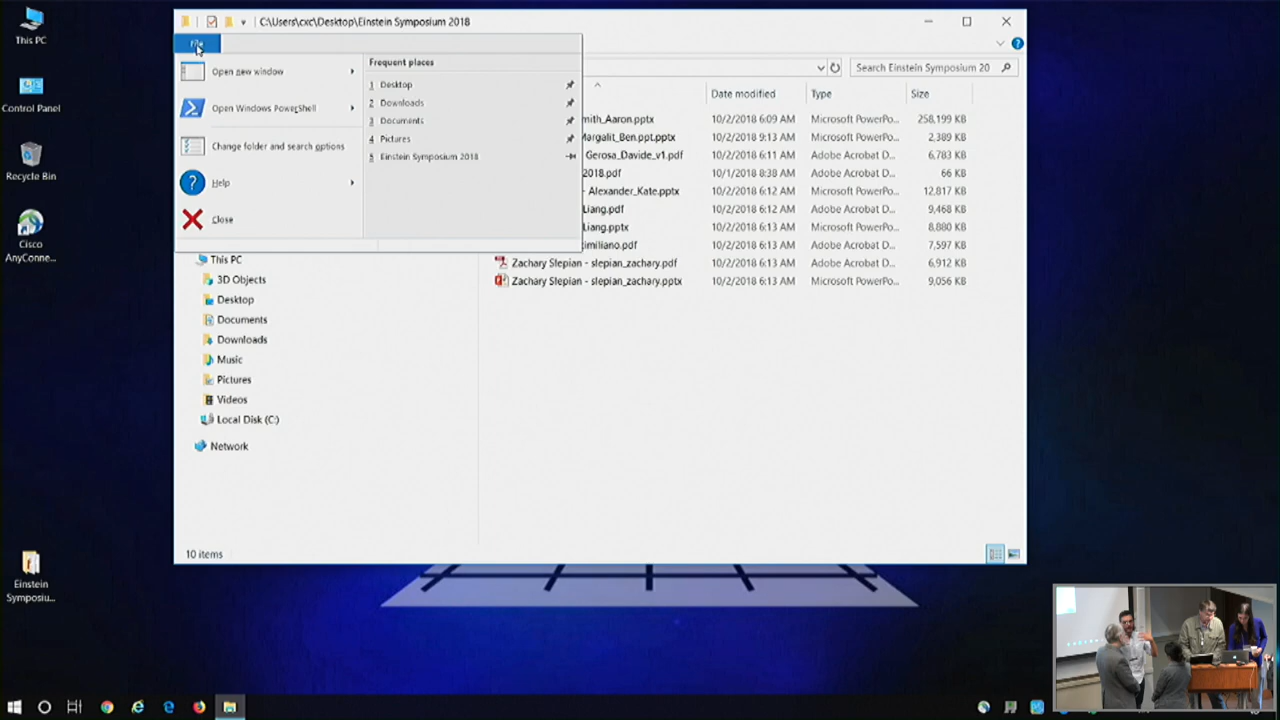 This PC
Control Panel
Recycle Bin
Cisco
AnyConne...
Einstein
Symposiu...
C:\Users\cxc\Desktop\Einstein Symposium 2018
File
Open new window
Open Windows PowerShell
Change folder and search options
Help
Close
Frequent places
1 Desktop
2 Downloads
3 Documents
4 Pictures
5 Einstein Symposium 2018
Search Einstein Symposium 20
Date modified Type Size
mith_Aaron.pptx 10/2/2018 6:09 AM Microsoft PowerPo... 258,199 KB
Margalit_Ben.ppt.pptx 10/2/2018 9:13 AM Microsoft PowerPo... 2,389 KB
Gerosa_Davide_v1.pdf 10/2/2018 6:11 AM Adobe Acrobat D... 6,783 KB
2018.pdf 10/1/2018 8:38 AM Adobe Acrobat D... 66 KB
- Alexander_Kate.pptx 10/2/2018 6:12 AM Microsoft PowerPo... 12,817 KB
Liang.pdf 10/2/2018 6:12 AM Adobe Acrobat D... 9,468 KB
Liang.pptx 10/2/2018 6:13 AM Microsoft PowerPo... 8,880 KB
imiliano.pdf 10/2/2018 6:13 AM Adobe Acrobat D... 7,597 KB
Zachary Slepian - slepian_zachary.pdf 10/2/2018 6:13 AM Adobe Acrobat D... 6,912 KB
Zachary Slepian - slepian_zachary.pptx 10/2/2018 6:13 AM Microsoft PowerPo... 9,056 KB
This PC
3D Objects
Desktop
Documents
Downloads
Music
Pictures
Videos
Local Disk (C:)
Network
10 items